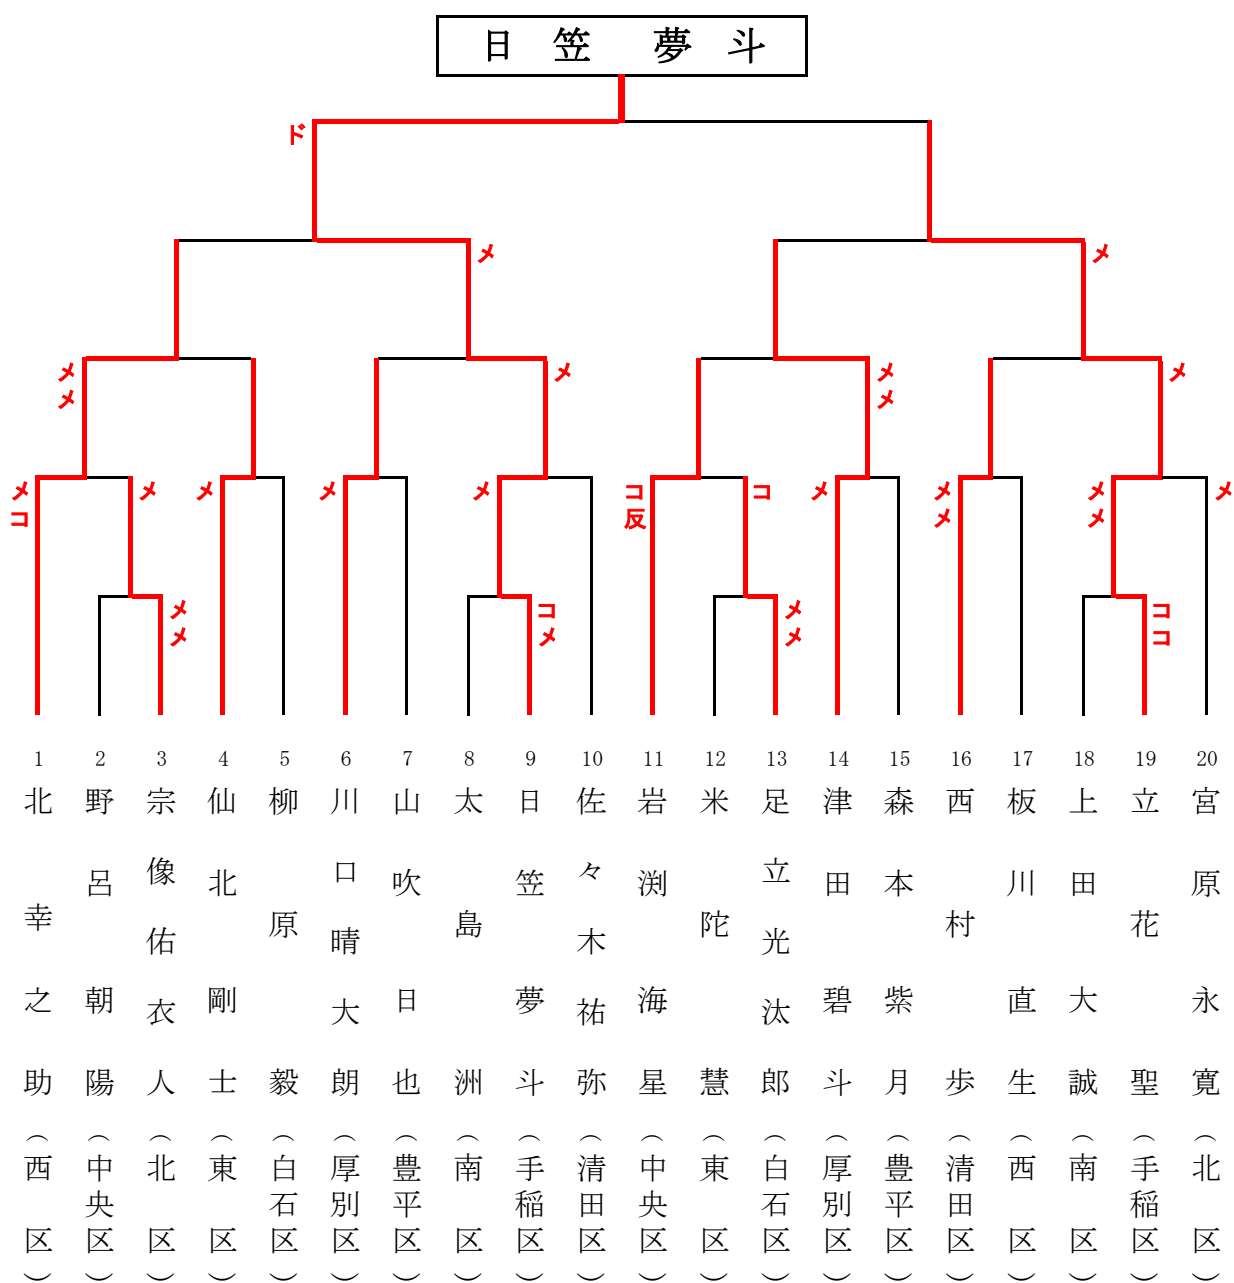 日笠 夢斗
ド
メ
メ
メ
メ
メ
メ
メ
メ
メ
メ
コ
メ
メ
メ
メ
コ
反
コ
メ
メ
メ
メ
メ
メ
メ
メ
コ
メ
メ
メ
コ
コ
1 北 幸之助（西区）
2 野呂 朝陽（中央区）
3 宗像佑衣人（北区）
4 仙北 剛士（東区）
5 柳原 毅（白石区）
6 川口晴大朗（厚別区）
7 山吹 日也（豊平区）
8 太島 洲（南区）
9 日笠 夢斗（手稲区）
10 佐々木祐弥（清田区）
11 岩渕 海星（中央区）
12 米陀 慧（東区）
13 足立光汰郎（白石区）
14 津田 碧斗（厚別区）
15 森本 紫月（豊平区）
16 西村 歩（清田区）
17 板川 直生（西区）
18 上田 大誠（南区）
19 立花 聖（手稲区）
20 宮原 永寛（北区）